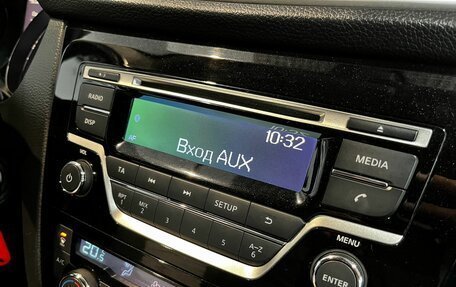 RADIO
DISP
10:32
AF
Вход AUX
MEDIA
VOL
TA
SETUP
MIX
1 2 3 4 5
A-Z
6
MENU
ENTER
A/C
20.5